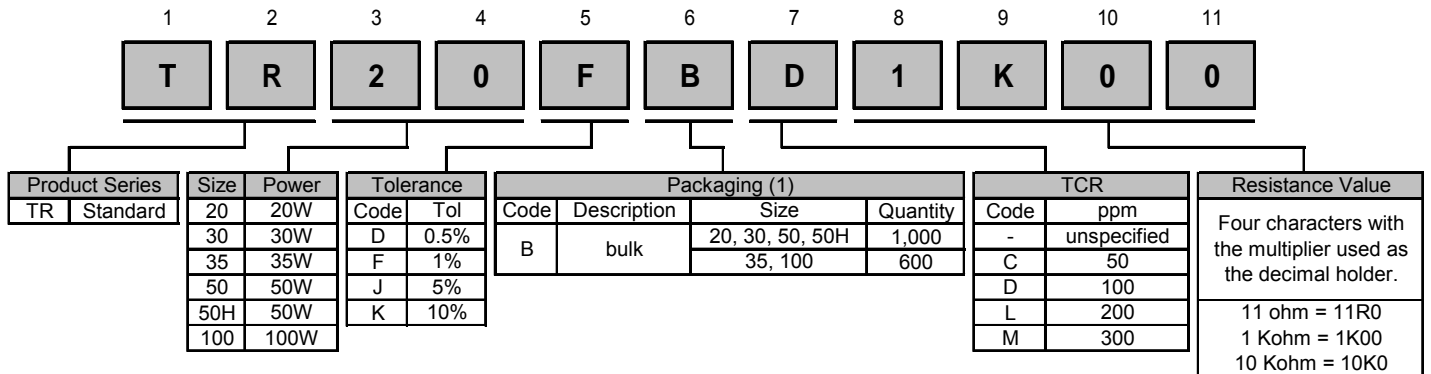 1 2 3 4 5 6 7 8 9 10 11
T R 2 0 F B D 1 K 0 0
Product Series
TR Standard
Size Power
20 20W
30 30W
35 35W
50 50W
50H 50W
100 100W
Tolerance
Code Tol
D 0.5%
F 1%
J 5%
K 10%
Packaging (1)
Code Description Size Quantity
B bulk 20, 30, 50, 50H 1,000
35, 100 600
TCR
Code ppm
- unspecified
C 50
D 100
L 200
M 300
Resistance Value
Four characters with
the multiplier used as
the decimal holder.
11 ohm = 11R0
1 Kohm = 1K00
10 Kohm = 10K0